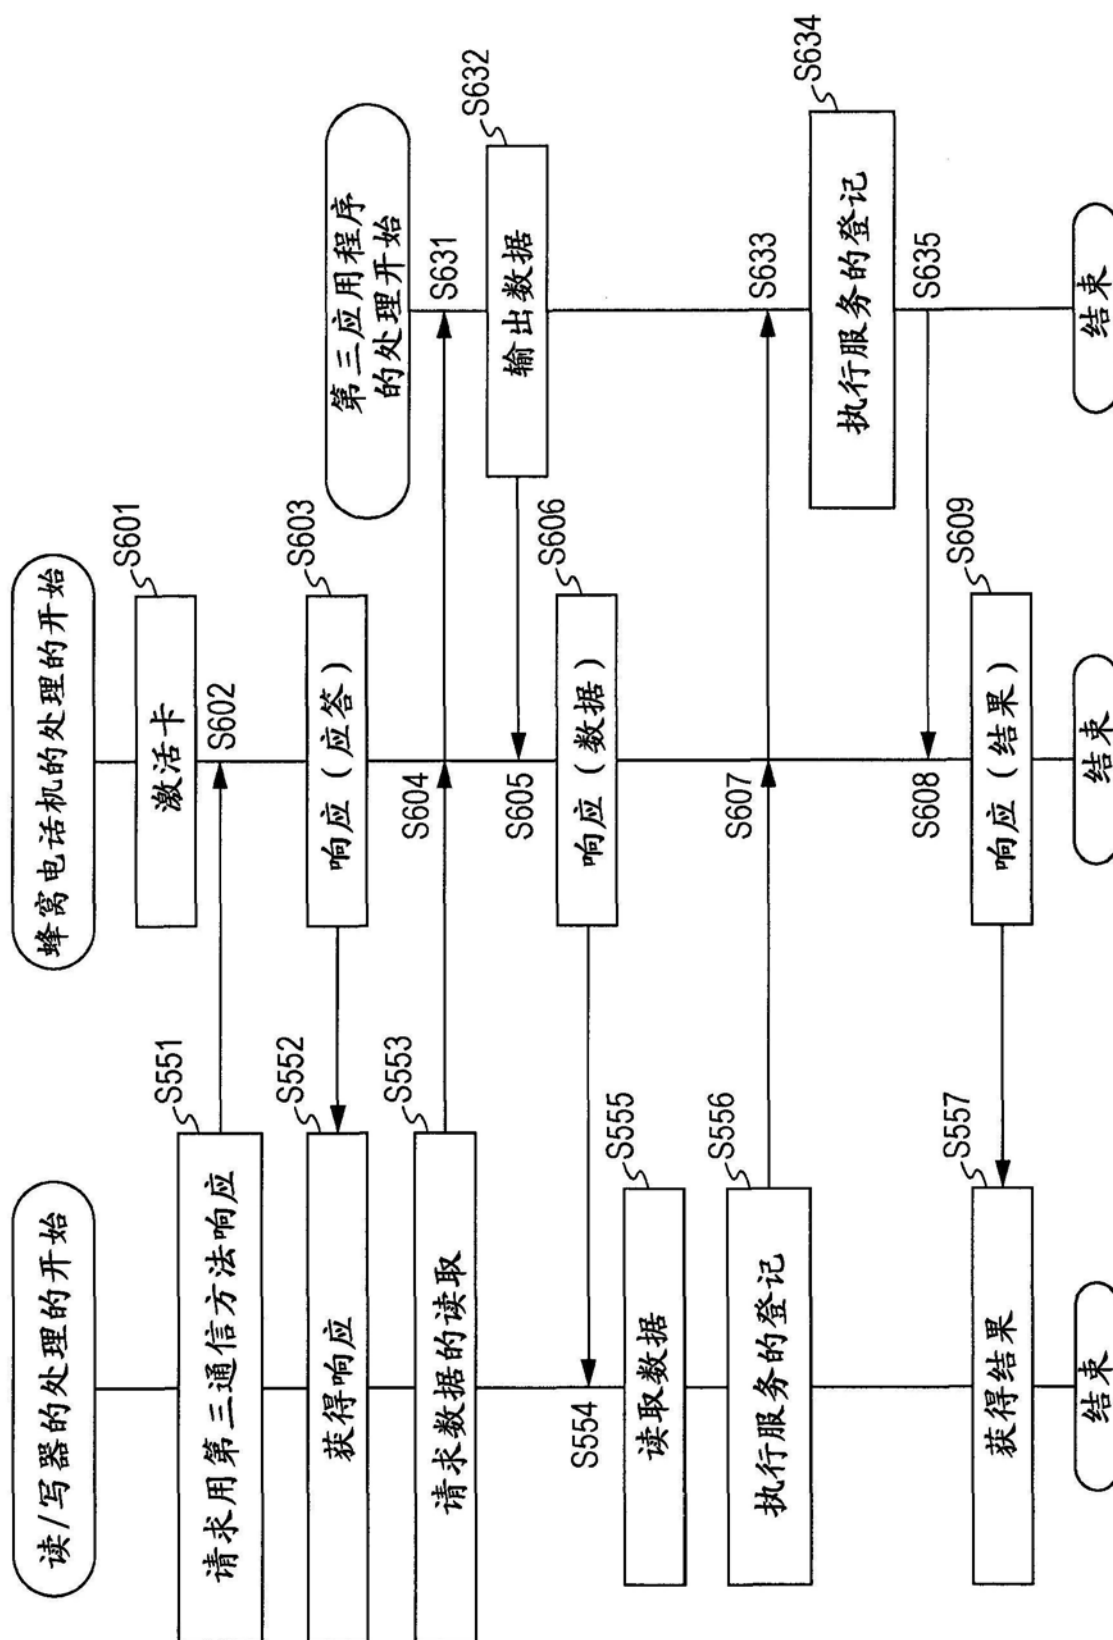 读/写器的处理的开始
请求用第三通信方法响应
S551
获得响应
S552
请求数据的读取
S553
S554
读取数据
S555
执行服务的登记
S556
获得结果
S557
结束
蜂窝电话机的处理的开始
激活卡
S601
S602
响应（应答）
S603
S604
S605
响应（数据）
S606
S607
S608
响应（结果）
S609
结束
第三应用程序
的处理开始
S631
输出数据
S632
S633
执行服务的登记
S634
S635
结束